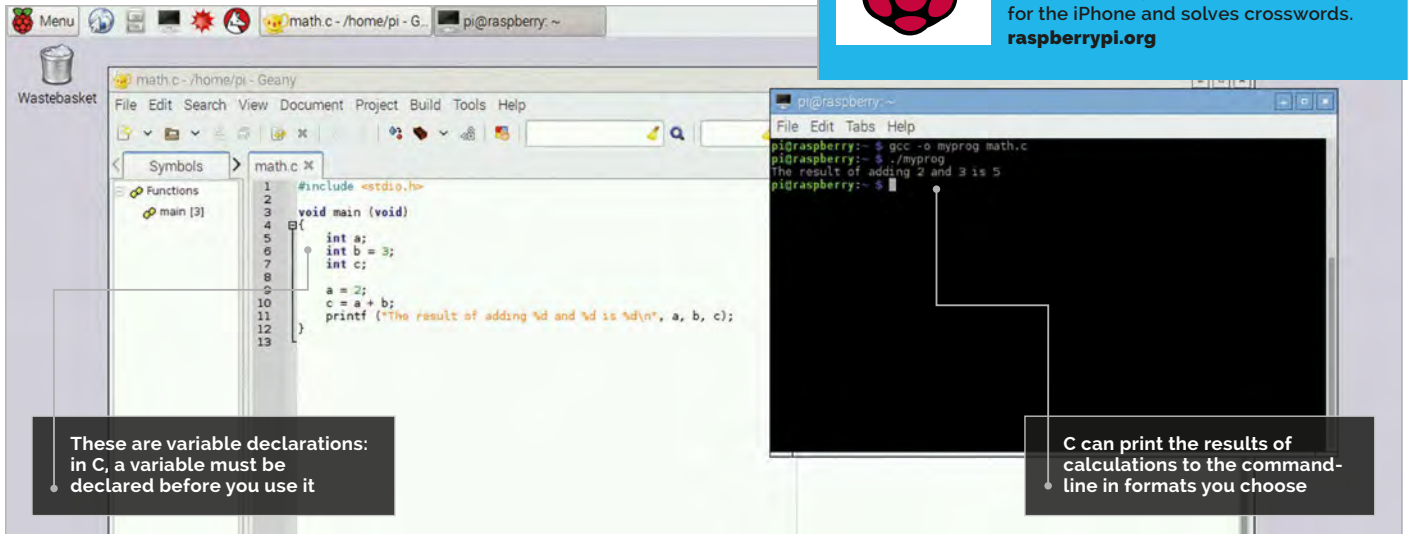 for the iPhone and solves crosswords.
raspberrypi.org
Menu
math.c - /home/pi - G...
pi@raspberry: ~
Wastebasket
math.c - /home/pi - Geany
File Edit Search View Document Project Build Tools Help
Symbols
math.c
Functions
main [3]
1 #include <stdio.h>
2
3 void main (void)
4 {
5 int a;
6 int b = 3;
7 int c;
8
9 a = 2;
10 c = a + b;
11 printf ("The result of adding %d and %d is %d\n", a, b, c);
12 }
13
pi@raspberry: ~
File Edit Tabs Help
pi@raspberry:~ $ gcc -o myprog math.c
pi@raspberry:~ $ ./myprog
The result of adding 2 and 3 is 5
pi@raspberry:~ $
These are variable declarations:
in C, a variable must be
declared before you use it
C can print the results of
calculations to the command-
line in formats you choose